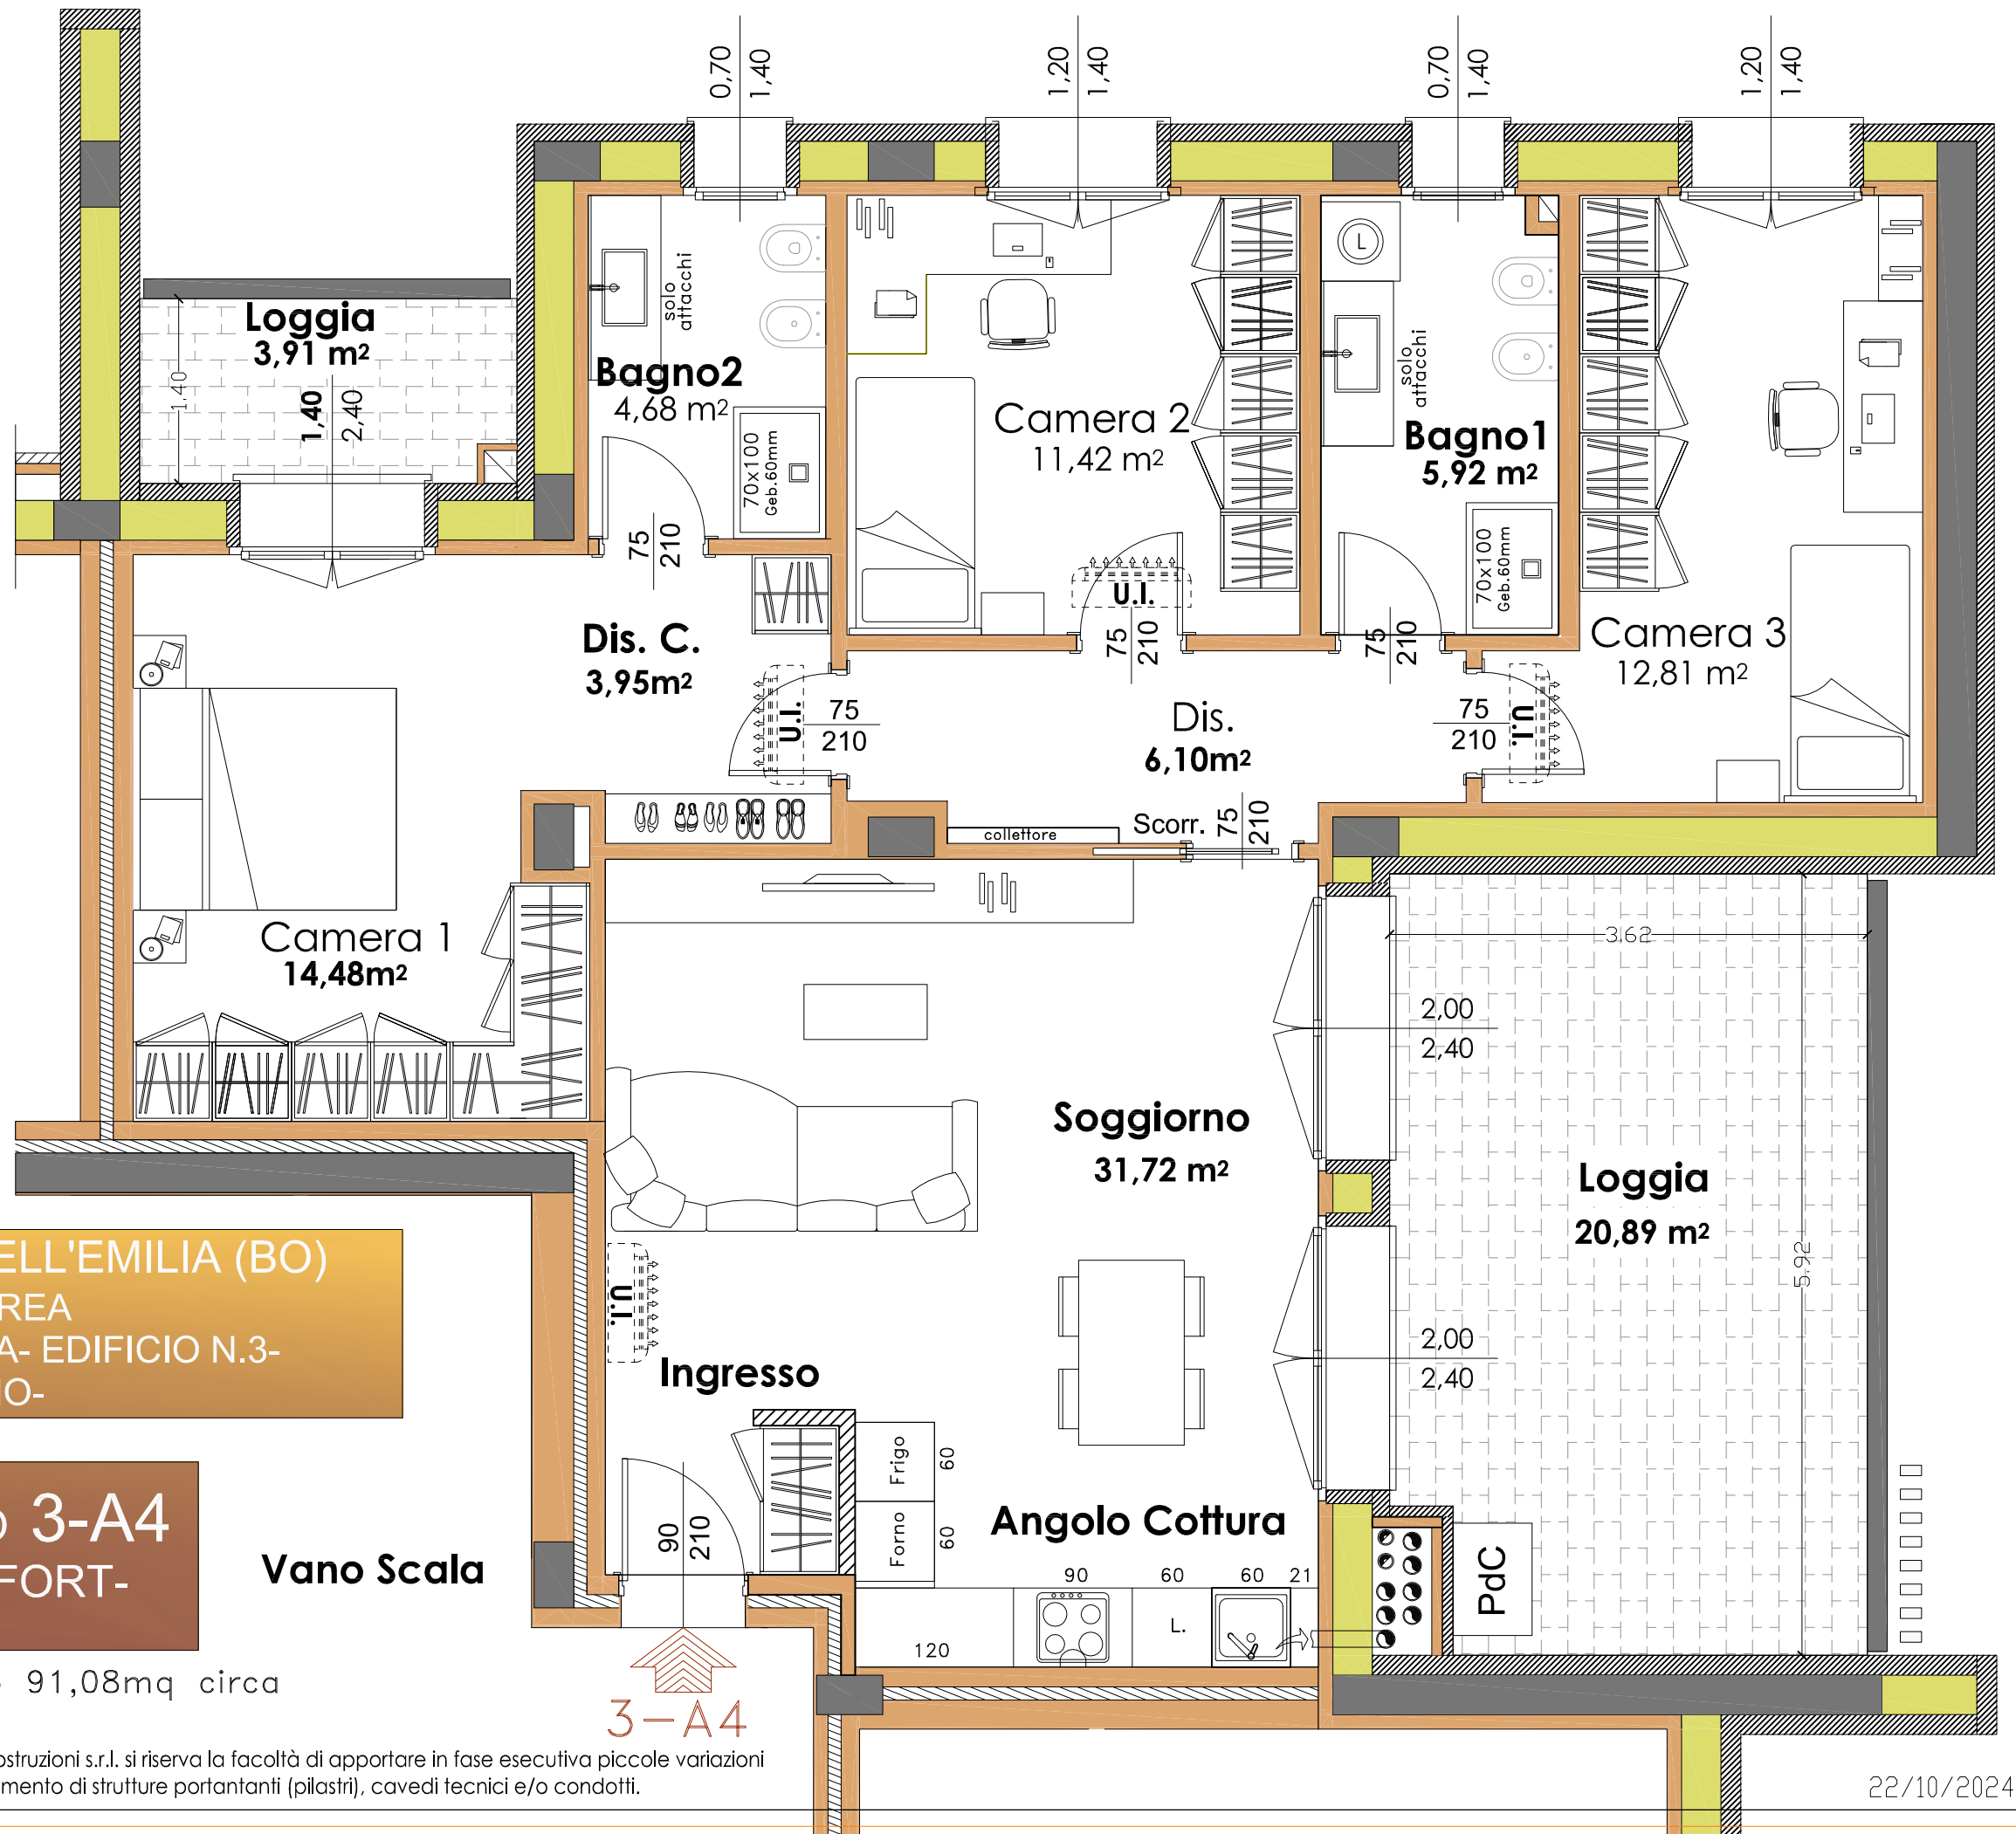 0,70
1,40
1,20
1,40
0,70
1,40
1,20
1,40
Loggia
3,91 m²
1,40
1,40
2,40
solo
attacchi
Bagno2
4,68 m²
70x100
Geb.60mm
75
210
Camera 2
11,42 m²
U.I.
75
210
L
solo
attacchi
Bagno1
5,92 m²
70x100
Geb.60mm
75
210
Camera 3
12,81 m²
Dis. C.
3,95m²
U.I.
75
210
Dis.
6,10m²
75
210
U.I.
collettore
Scorr.
75
210
Camera 1
14,48m²
3.62
2,00
2,40
Soggiorno
31,72 m²
Loggia
20,89 m²
5.92
U.I.
2,00
2,40
Ingresso
Frigo
60
Forno
60
Angolo Cottura
90
210
90
60
60
21
120
L.
PdC
ELL'EMILIA (BO)
REA
A- EDIFICIO N.3-
IO-
3-A4
FORT-
Vano Scala
91,08mq circa
3-A4
ostruzioni s.r.l. si riserva la facoltà di apportare in fase esecutiva piccole variazioni
mento di strutture portantanti (pilastri), cavedi tecnici e/o condotti.
22/10/2024